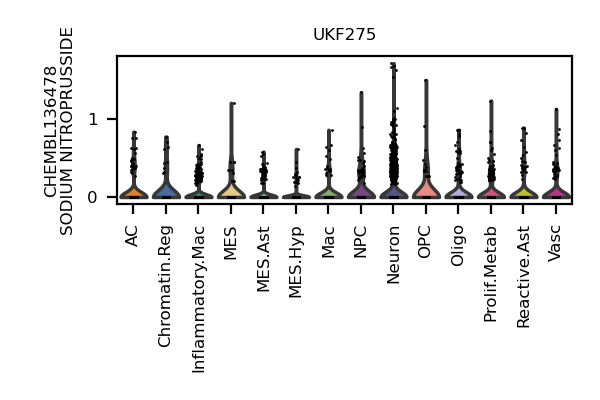 UKF275
CHEMBL136478
SODIUM NITROPRUSSIDE
1
0
AC
Chromatin.Reg
Inflammatory.Mac
MES
MES.Ast
MES.Hyp
Mac
NPC
Neuron
OPC
Oligo
Prolif.Metab
Reactive.Ast
Vasc